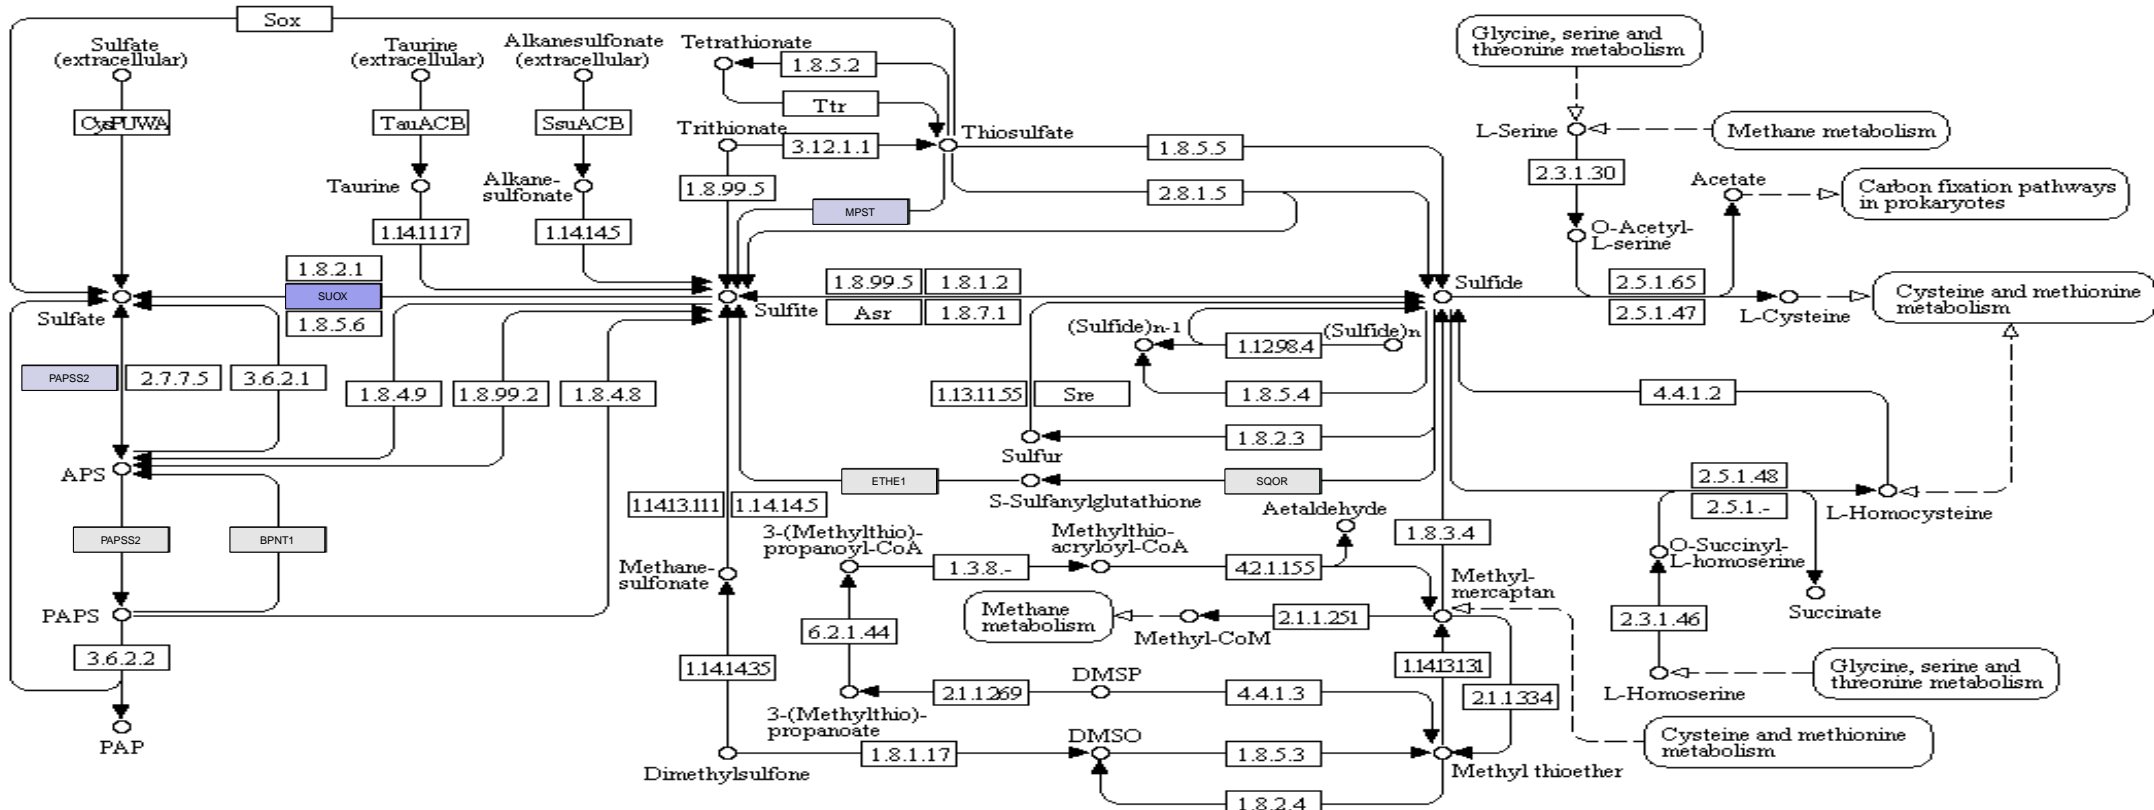 Sox
Sulfate
(extracellular)
Taurine
(extracellular)
Alkanesulfonate
(extracellular)
Tetrathionate
1.8.5.2
Ttr
Glycine, serine and
threonine metabolism
CysPUWA
TauACB
SsuACB
Trithionate
3.12.1.1
Thiosulfate
1.8.5.5
L-Serine
Methane metabolism
Taurine
Alkane-
sulfonate
1.8.99.5
2.8.1.5
2.3.1.30
Acetate
Carbon fixation pathways
in prokaryotes
MPST
1.14.11.17
1.14.14.5
O-Acetyl-
L-serine
1.8.2.1
SUOX
1.8.5.6
Sulfate
Sulfite
1.8.99.5
1.8.1.2
Asr
1.8.7.1
Sulfide
2.5.1.65
2.5.1.47
L-Cysteine
Cysteine and methionine
metabolism
(Sulfide)n-1
1.12.98.4
(Sulfide)n
PAPSS2
2.7.7.5
3.6.2.1
1.8.4.9
1.8.99.2
1.8.4.8
1.13.11.55
Sre
1.8.5.4
4.4.1.2
1.8.2.3
Sulfur
APS
ETHE1
SQOR
S-Sulfanylglutathione
2.5.1.48
2.5.1.-
L-Homocysteine
1.14.13.111
1.14.14.5
PAPSS2
BPNT1
3-(Methylthio)-
propanoyl-CoA
Methylthio-
acryloyl-CoA
Aetaldehyde
1.8.3.4
O-Succinyl-
L-homoserine
Methane-
sulfonate
1.3.8.-
4.2.1.155
Methyl-
mercaptan
Succinate
PAPS
Methane
metabolism
Methyl-CoM
2.1.1.251
2.3.1.46
6.2.1.44
3.6.2.2
1.14.14.35
DMSP
1.14.13.131
L-Homoserine
Glycine, serine and
threonine metabolism
2.1.1.269
4.4.1.3
2.1.1.334
3-(Methylthio)-
propanoate
PAP
DMSO
Cysteine and methionine
metabolism
Dimethylsulfone
1.8.1.17
1.8.5.3
Methyl thioether
1.8.2.4